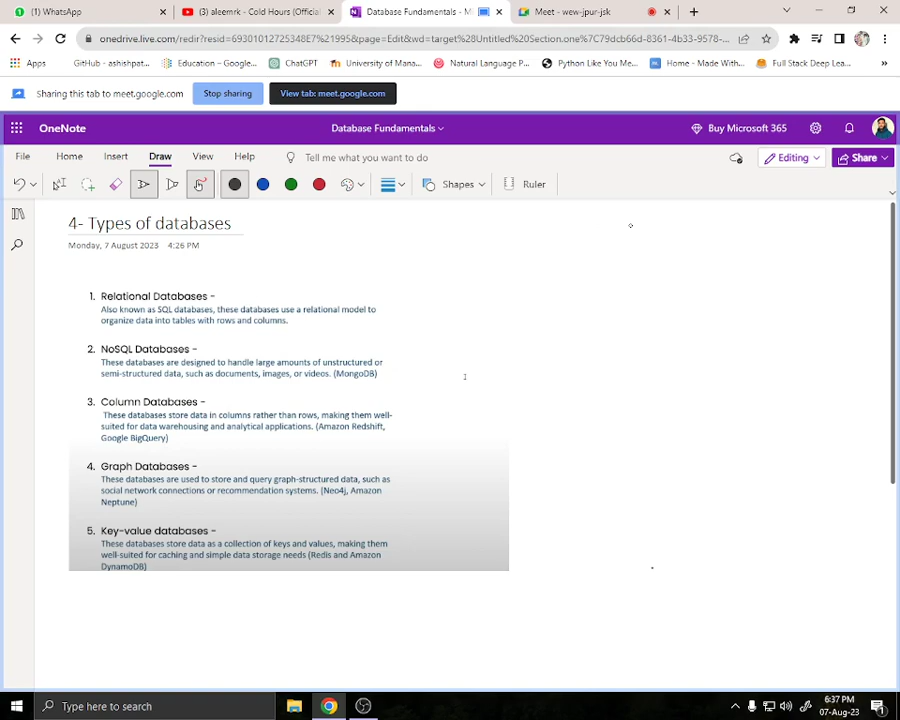 (1) WhatsApp
(3) aleemrk - Cold Hours (Official
Database Fundamentals - M
Meet - wew-jpur-jsk
onedrive.live.com/redir?resid=69301012725348E7%21995&page=Edit&wd=target%28Untitled%20Section.one%7C79dcb66d-8361-4b33-9758-...
Apps
GitHub - ashishpat...
Education – Google...
ChatGPT
University of Mana...
Natural Language P...
Python Like You Me...
Home - Made With...
Full Stack Deep Lea...
»
Sharing this tab to meet.google.com
Stop sharing
View tab: meet.google.com
OneNote
Database Fundamentals
Buy Microsoft 365
File
Home
Insert
Draw
View
Help
Tell me what you want to do
Editing
Share
Shapes
Ruler
4- Types of databases
Monday, 7 August 2023 4:26 PM
1. Relational Databases -
Also known as SQL databases, these databases use a relational model to
organize data into tables with rows and columns.
2. NoSQL Databases -
These databases are designed to handle large amounts of unstructured or
semi-structured data, such as documents, images, or videos. (MongoDB)
3. Column Databases -
These databases store data in columns rather than rows, making them well-
suited for data warehousing and analytical applications. (Amazon Redshift,
Google BigQuery)
4. Graph Databases -
These databases are used to store and query graph-structured data, such as
social network connections or recommendation systems. (Neo4j, Amazon
Neptune)
5. Key-value databases -
These databases store data as a collection of keys and values, making them
well-suited for caching and simple data storage needs (Redis and Amazon
DynamoDB)
Type here to search
6:37 PM
07-Aug-23